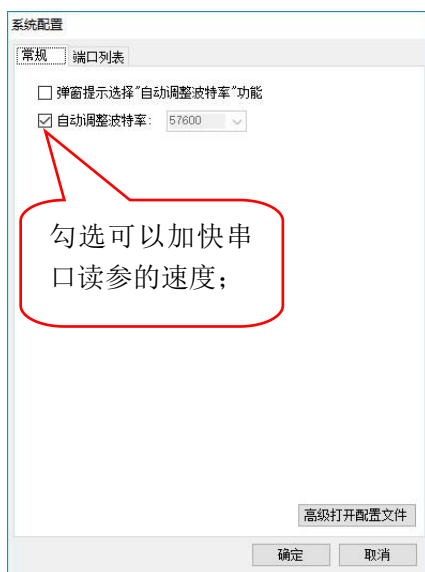 系统配置
常规 端口列表
弹窗提示选择"自动调整波特率"功能
自动调整波特率: 57600
勾选可以加快串
口读参的速度；
高级打开配置文件
确定 取消